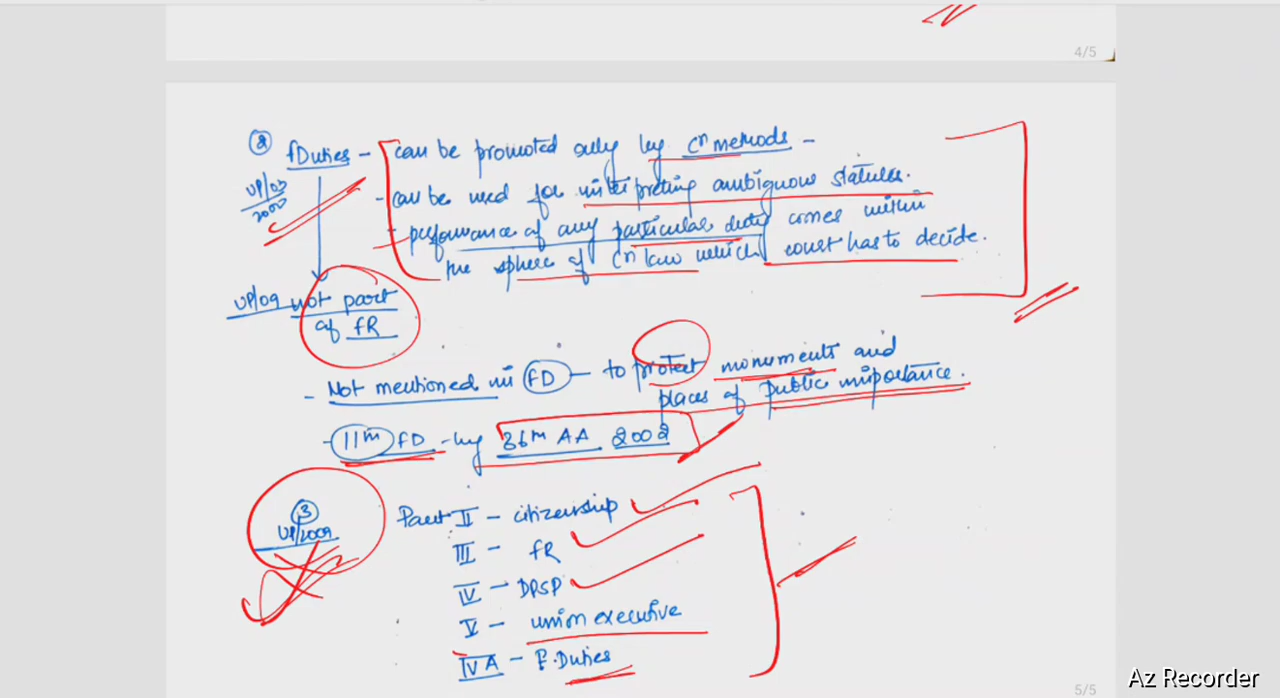 4/5
② fDuties - can be promoted only by cn methods -
UP/03
2000
- can be used for interpreting ambiguous statutes.
- performance of any particular duty comes within
the sphere of cn law which court has to decide.
UP/09 not part
of fR
- Not mentioned in FD - to protect monuments and
places of public importance.
- 11th FD - by 86th AA 2002
③ UP/2009
Part II - citizenship
III - fR
IV - DPSP
V - union executive
IVA - F.Duties
5/5
Az Recorder